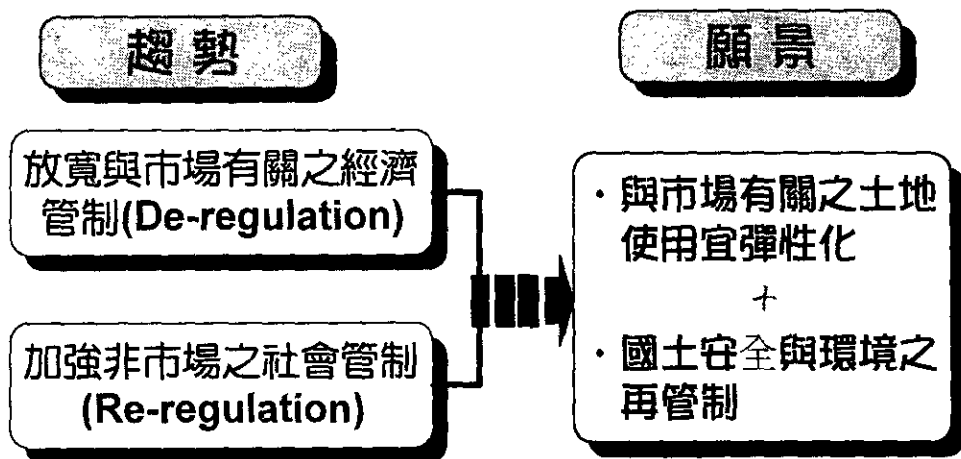 趨勢
放寬與市場有關之經濟
管制(De-regulation)
加強非市場之社會管制
(Re-regulation)
願景
·與市場有關之土地
使用宜彈性化
+
·國土安全與環境之
再管制